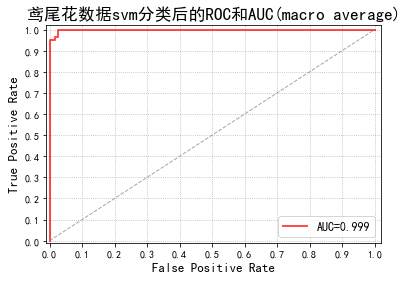 鸢尾花数据svm分类后的ROC和AUC(macro average)
True Positive Rate
1.0
0.9
0.8
0.7
0.6
0.5
0.4
0.3
0.2
0.1
0.0
AUC=0.999
0.0 0.1 0.2 0.3 0.4 0.5 0.6 0.7 0.8 0.9 1.0
False Positive Rate